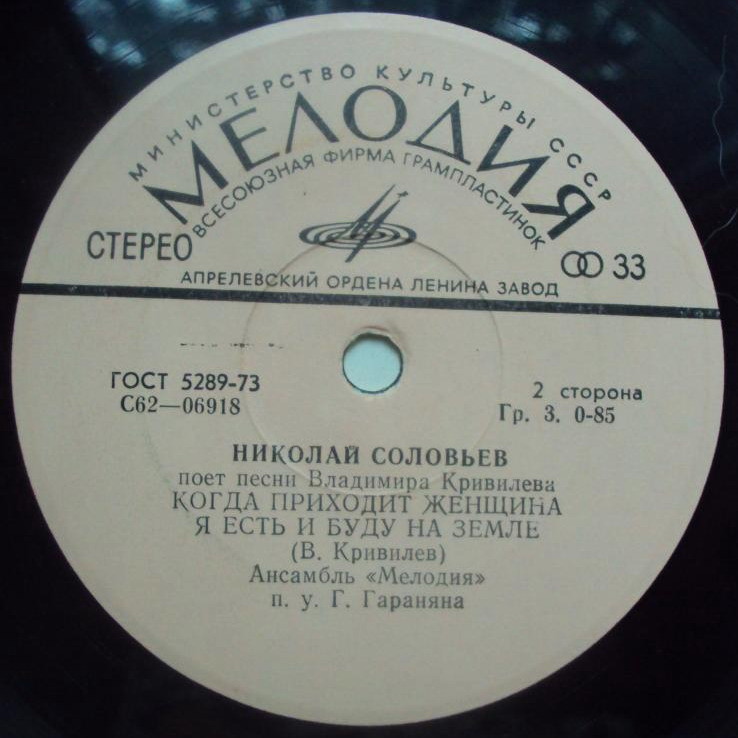 МИНИСТЕРСТВО КУЛЬТУРЫ СССР
МЕЛОДИЯ
ВСЕСОЮЗНАЯ ФИРМА ГРАМПЛАСТИНОК
СТЕРЕО
33
АПРЕЛЕВСКИЙ ОРДЕНА ЛЕНИНА ЗАВОД
ГОСТ 5289-73
С62—06918
2 сторона
Гр. 3. 0-85
НИКОЛАЙ СОЛОВЬЕВ
поет песни Владимира Кривилева
КОГДА ПРИХОДИТ ЖЕНЩИНА
Я ЕСТЬ И БУДУ НА ЗЕМЛЕ
(В. Кривилев)
Ансамбль «Мелодия»
п. у. Г. Гараняна